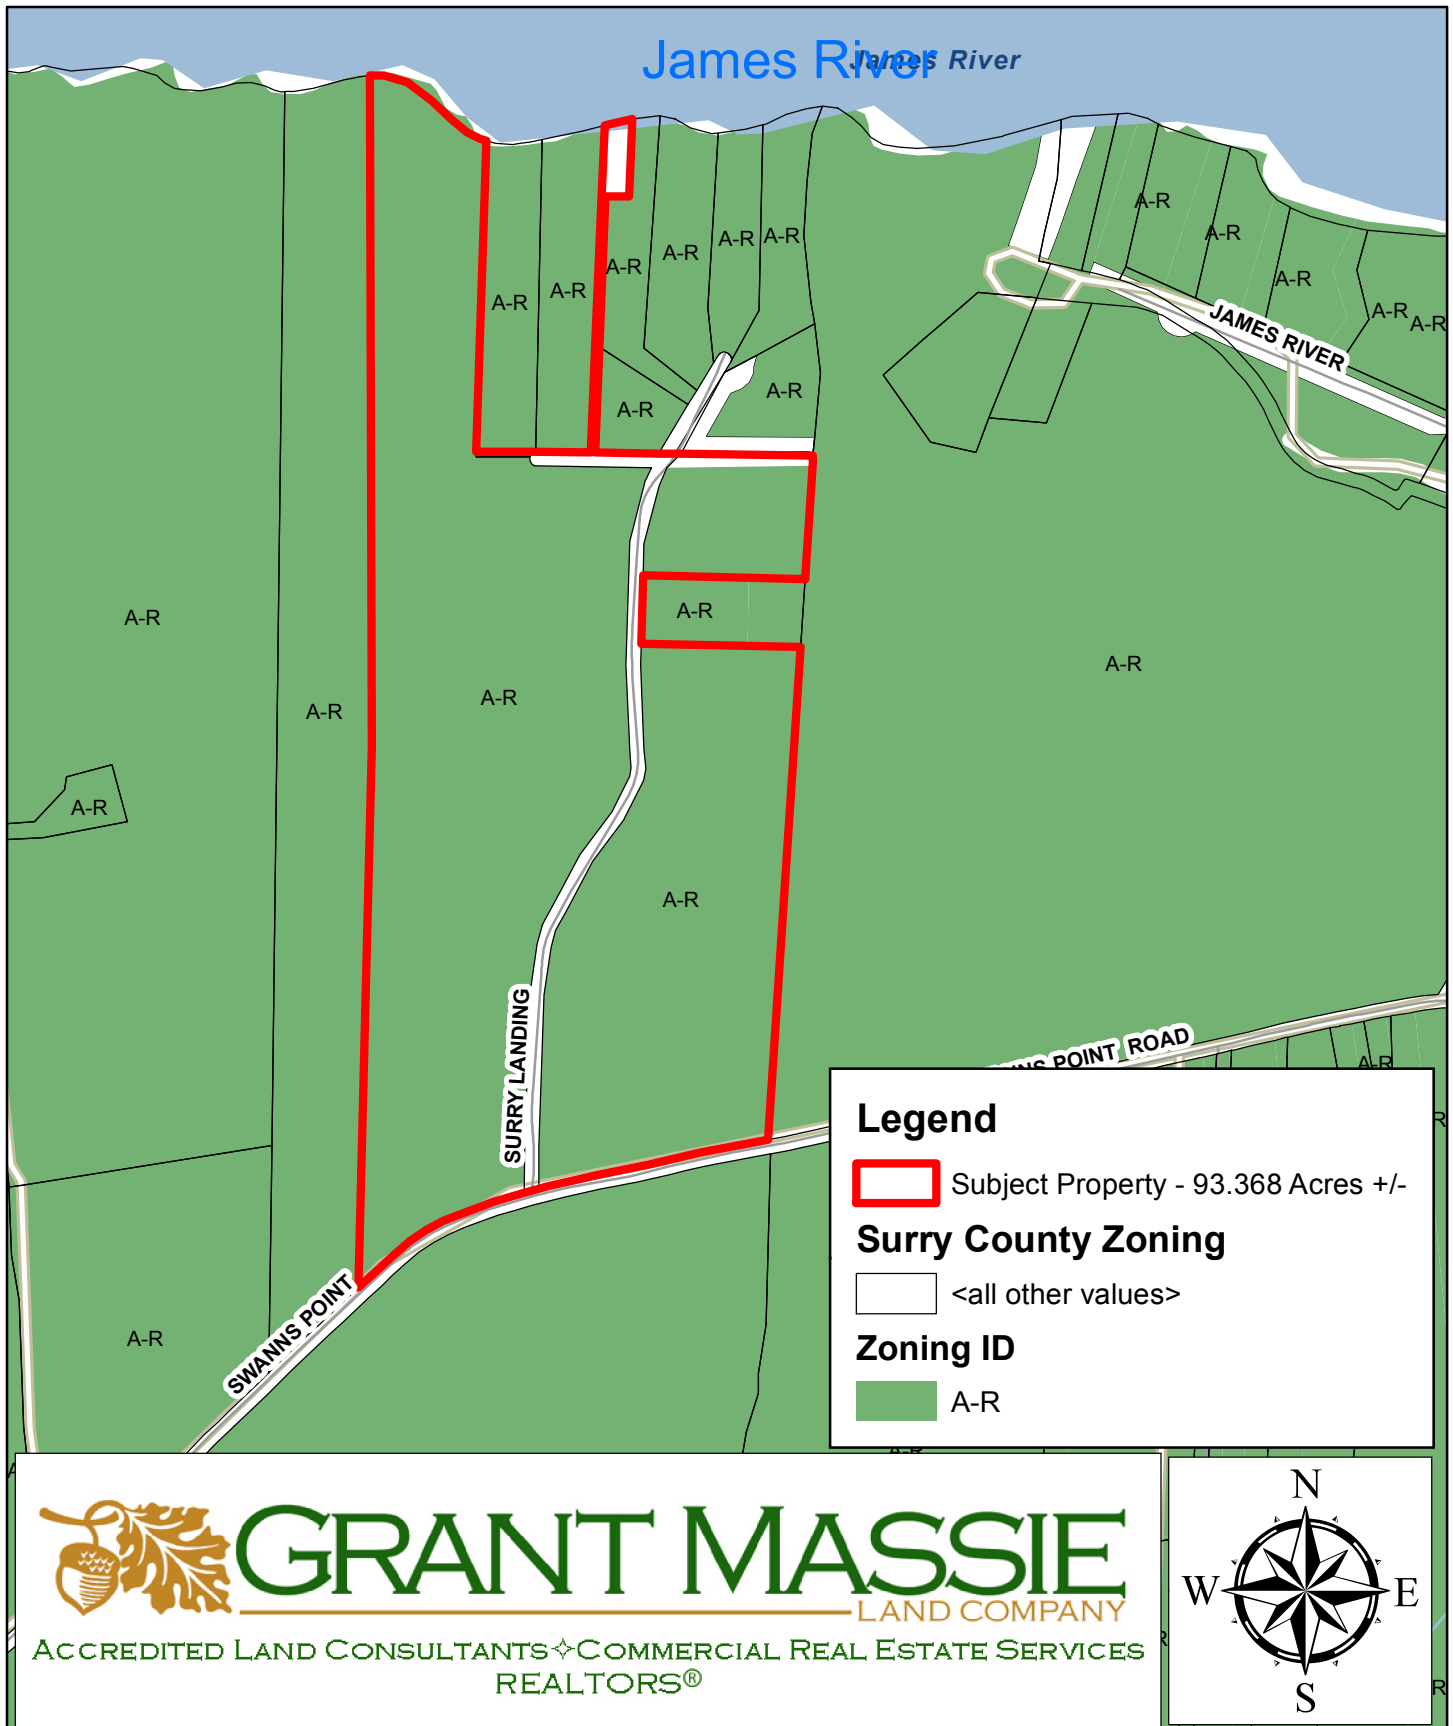 James River
James River
A-R
A-R
A-R
A-R
A-R
A-R
A-R
A-R
A-R
A-R
A-R
A-R
A-R
JAMES RIVER
A-R
A-R
A-R
A-R
A-R
A-R
A-R
A-R
A-R
A-R
SURRY LANDING
POINT ROAD
A-R
SWANNS POINT
A-R
A-R
Legend
Subject Property - 93.368 Acres +/-
Surry County Zoning
<all other values>
Zoning ID
A-R
GRANT MASSIE
LAND COMPANY
ACCREDITED LAND CONSULTANTS✧COMMERCIAL REAL ESTATE SERVICES
REALTORS®
N
W
E
S